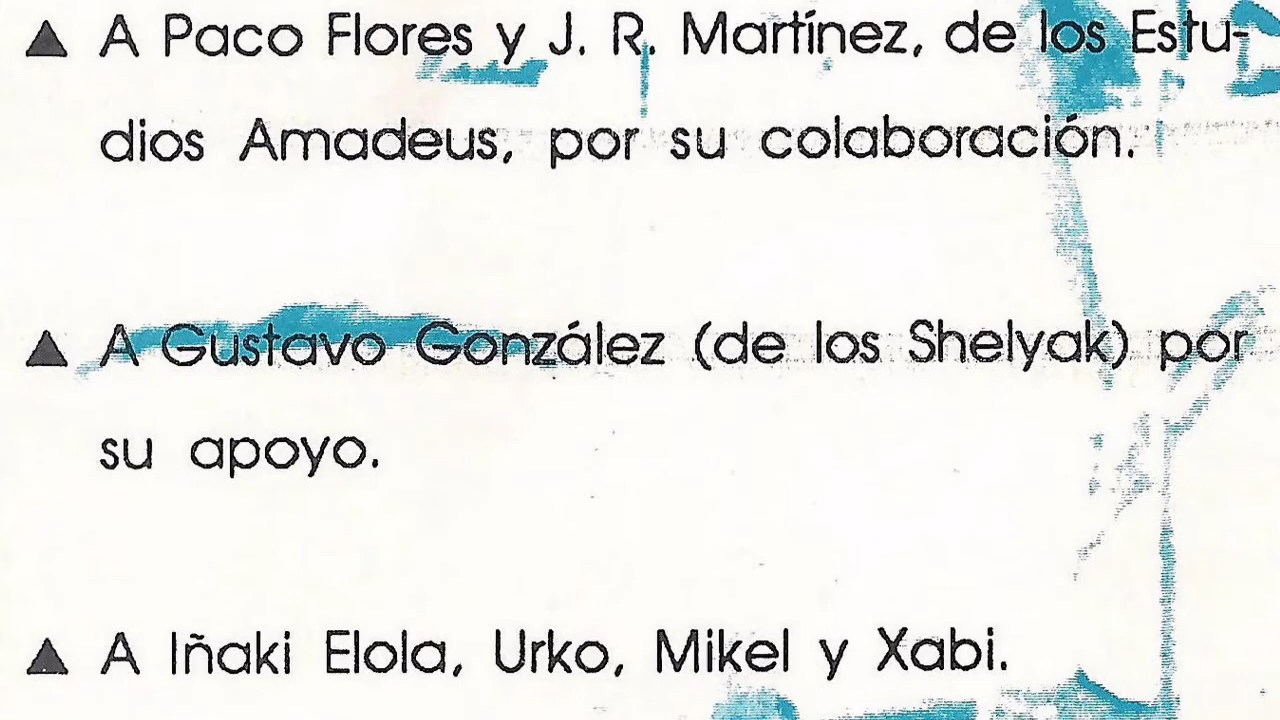 ▲ A Paco Flores y J. R. Martínez, de los Estu-
dios Amadeus, por su colaboración.
▲ A Gustavo González (de los Shelyak) por
su apoyo.
▲ A Iñaki Elola, Urko, Mikel y Xabi.